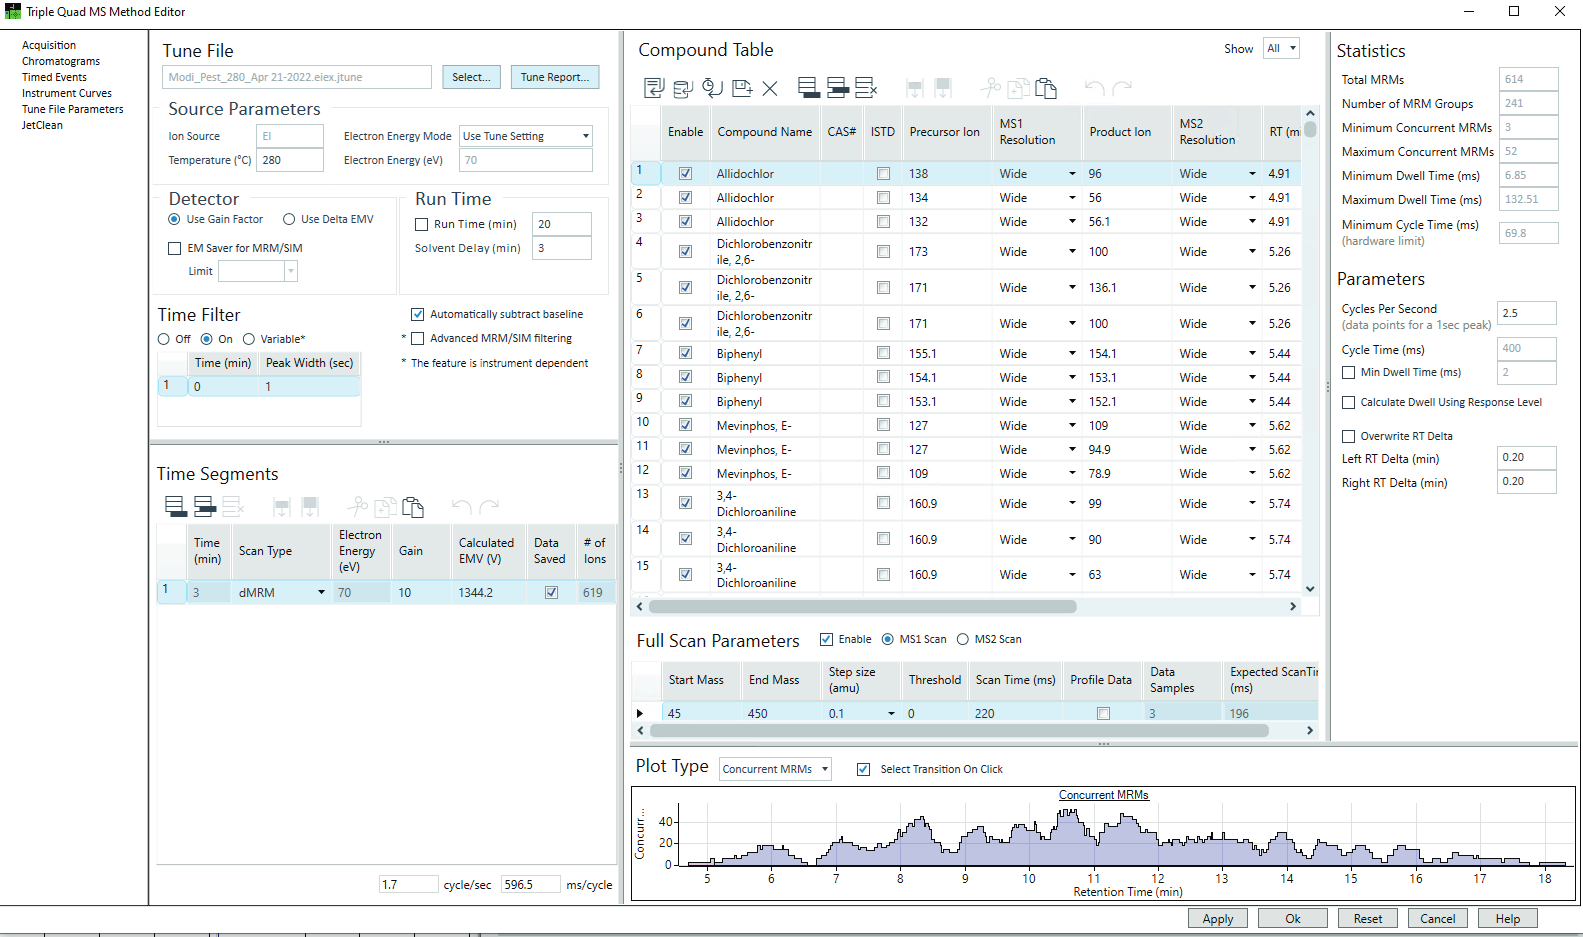 Triple Quad MS Method Editor
Acquisition
Chromatograms
Timed Events
Instrument Curves
Tune File Parameters
JetClean
Tune File
Modi_Pest_280_Apr 21-2022.eiex.jtune
Select...
Tune Report...
Source Parameters
Ion Source
EI
Electron Energy Mode
Use Tune Setting
Temperature (°C)
280
Electron Energy (eV)
70
Detector
Use Gain Factor
Use Delta EMV
EM Saver for MRM/SIM
Limit
Run Time
Run Time (min)
20
Solvent Delay (min)
3
Time Filter
Off
On
Variable*
Automatically subtract baseline
* Advanced MRM/SIM filtering
* The feature is instrument dependent
Time (min) Peak Width (sec)
1 0 1
Time Segments
Time (min) Scan Type Electron Energy (eV) Gain Calculated EMV (V) Data Saved # of Ions
1 3 dMRM 70 10 1344.2 619
1.7 cycle/sec 596.5 ms/cycle
Compound Table
Show All
Enable Compound Name CAS# ISTD Precursor Ion MS1 Resolution Product Ion MS2 Resolution RT (mi
1 Allidochlor 138 Wide 96 Wide 4.91
2 Allidochlor 134 Wide 56 Wide 4.91
3 Allidochlor 132 Wide 56.1 Wide 4.91
4 Dichlorobenzonitr ile, 2,6- 173 Wide 100 Wide 5.26
5 Dichlorobenzonitr ile, 2,6- 171 Wide 136.1 Wide 5.26
6 Dichlorobenzonitr ile, 2,6- 171 Wide 100 Wide 5.26
7 Biphenyl 155.1 Wide 154.1 Wide 5.44
8 Biphenyl 154.1 Wide 153.1 Wide 5.44
9 Biphenyl 153.1 Wide 152.1 Wide 5.44
10 Mevinphos, E- 127 Wide 109 Wide 5.62
11 Mevinphos, E- 127 Wide 94.9 Wide 5.62
12 Mevinphos, E- 109 Wide 78.9 Wide 5.62
13 3,4- Dichloroaniline 160.9 Wide 99 Wide 5.74
14 3,4- Dichloroaniline 160.9 Wide 90 Wide 5.74
15 3,4- Dichloroaniline 160.9 Wide 63 Wide 5.74
Full Scan Parameters
Enable
MS1 Scan
MS2 Scan
Start Mass End Mass Step size (amu) Threshold Scan Time (ms) Profile Data Data Samples Expected ScanTir (ms)
45 450 0.1 0 220 3 196
Statistics
Total MRMs 614
Number of MRM Groups 241
Minimum Concurrent MRMs 3
Maximum Concurrent MRMs 52
Minimum Dwell Time (ms) 6.85
Maximum Dwell Time (ms) 132.51
Minimum Cycle Time (ms) 69.8
(hardware limit)
Parameters
Cycles Per Second 2.5
(data points for a 1sec peak)
Cycle Time (ms) 400
Min Dwell Time (ms) 2
Calculate Dwell Using Response Level
Overwrite RT Delta
Left RT Delta (min) 0.20
Right RT Delta (min) 0.20
Plot Type
Concurrent MRMs
Select Transition On Click
Concurrent MRMs
Concurr...
40
20
0
5 6 7 8 9 10 11 12 13 14 15 16 17 18
Retention Time (min)
Apply
Ok
Reset
Cancel
Help